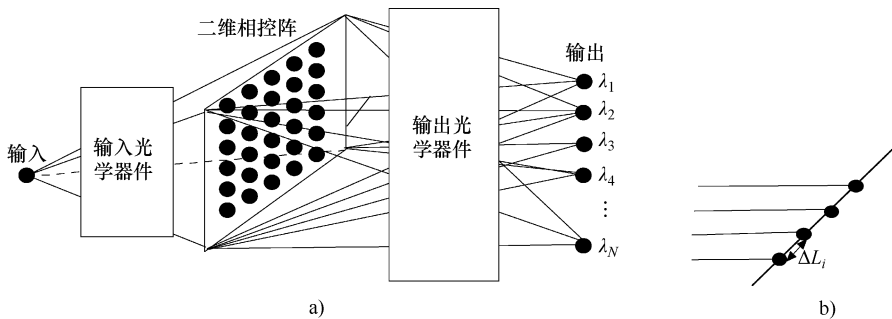 二维相控阵
输入
输入光
学器件
输出光
学器件
输出
λ1
λ2
λ3
λ4
⋮
λN
ΔLi
a)
b)